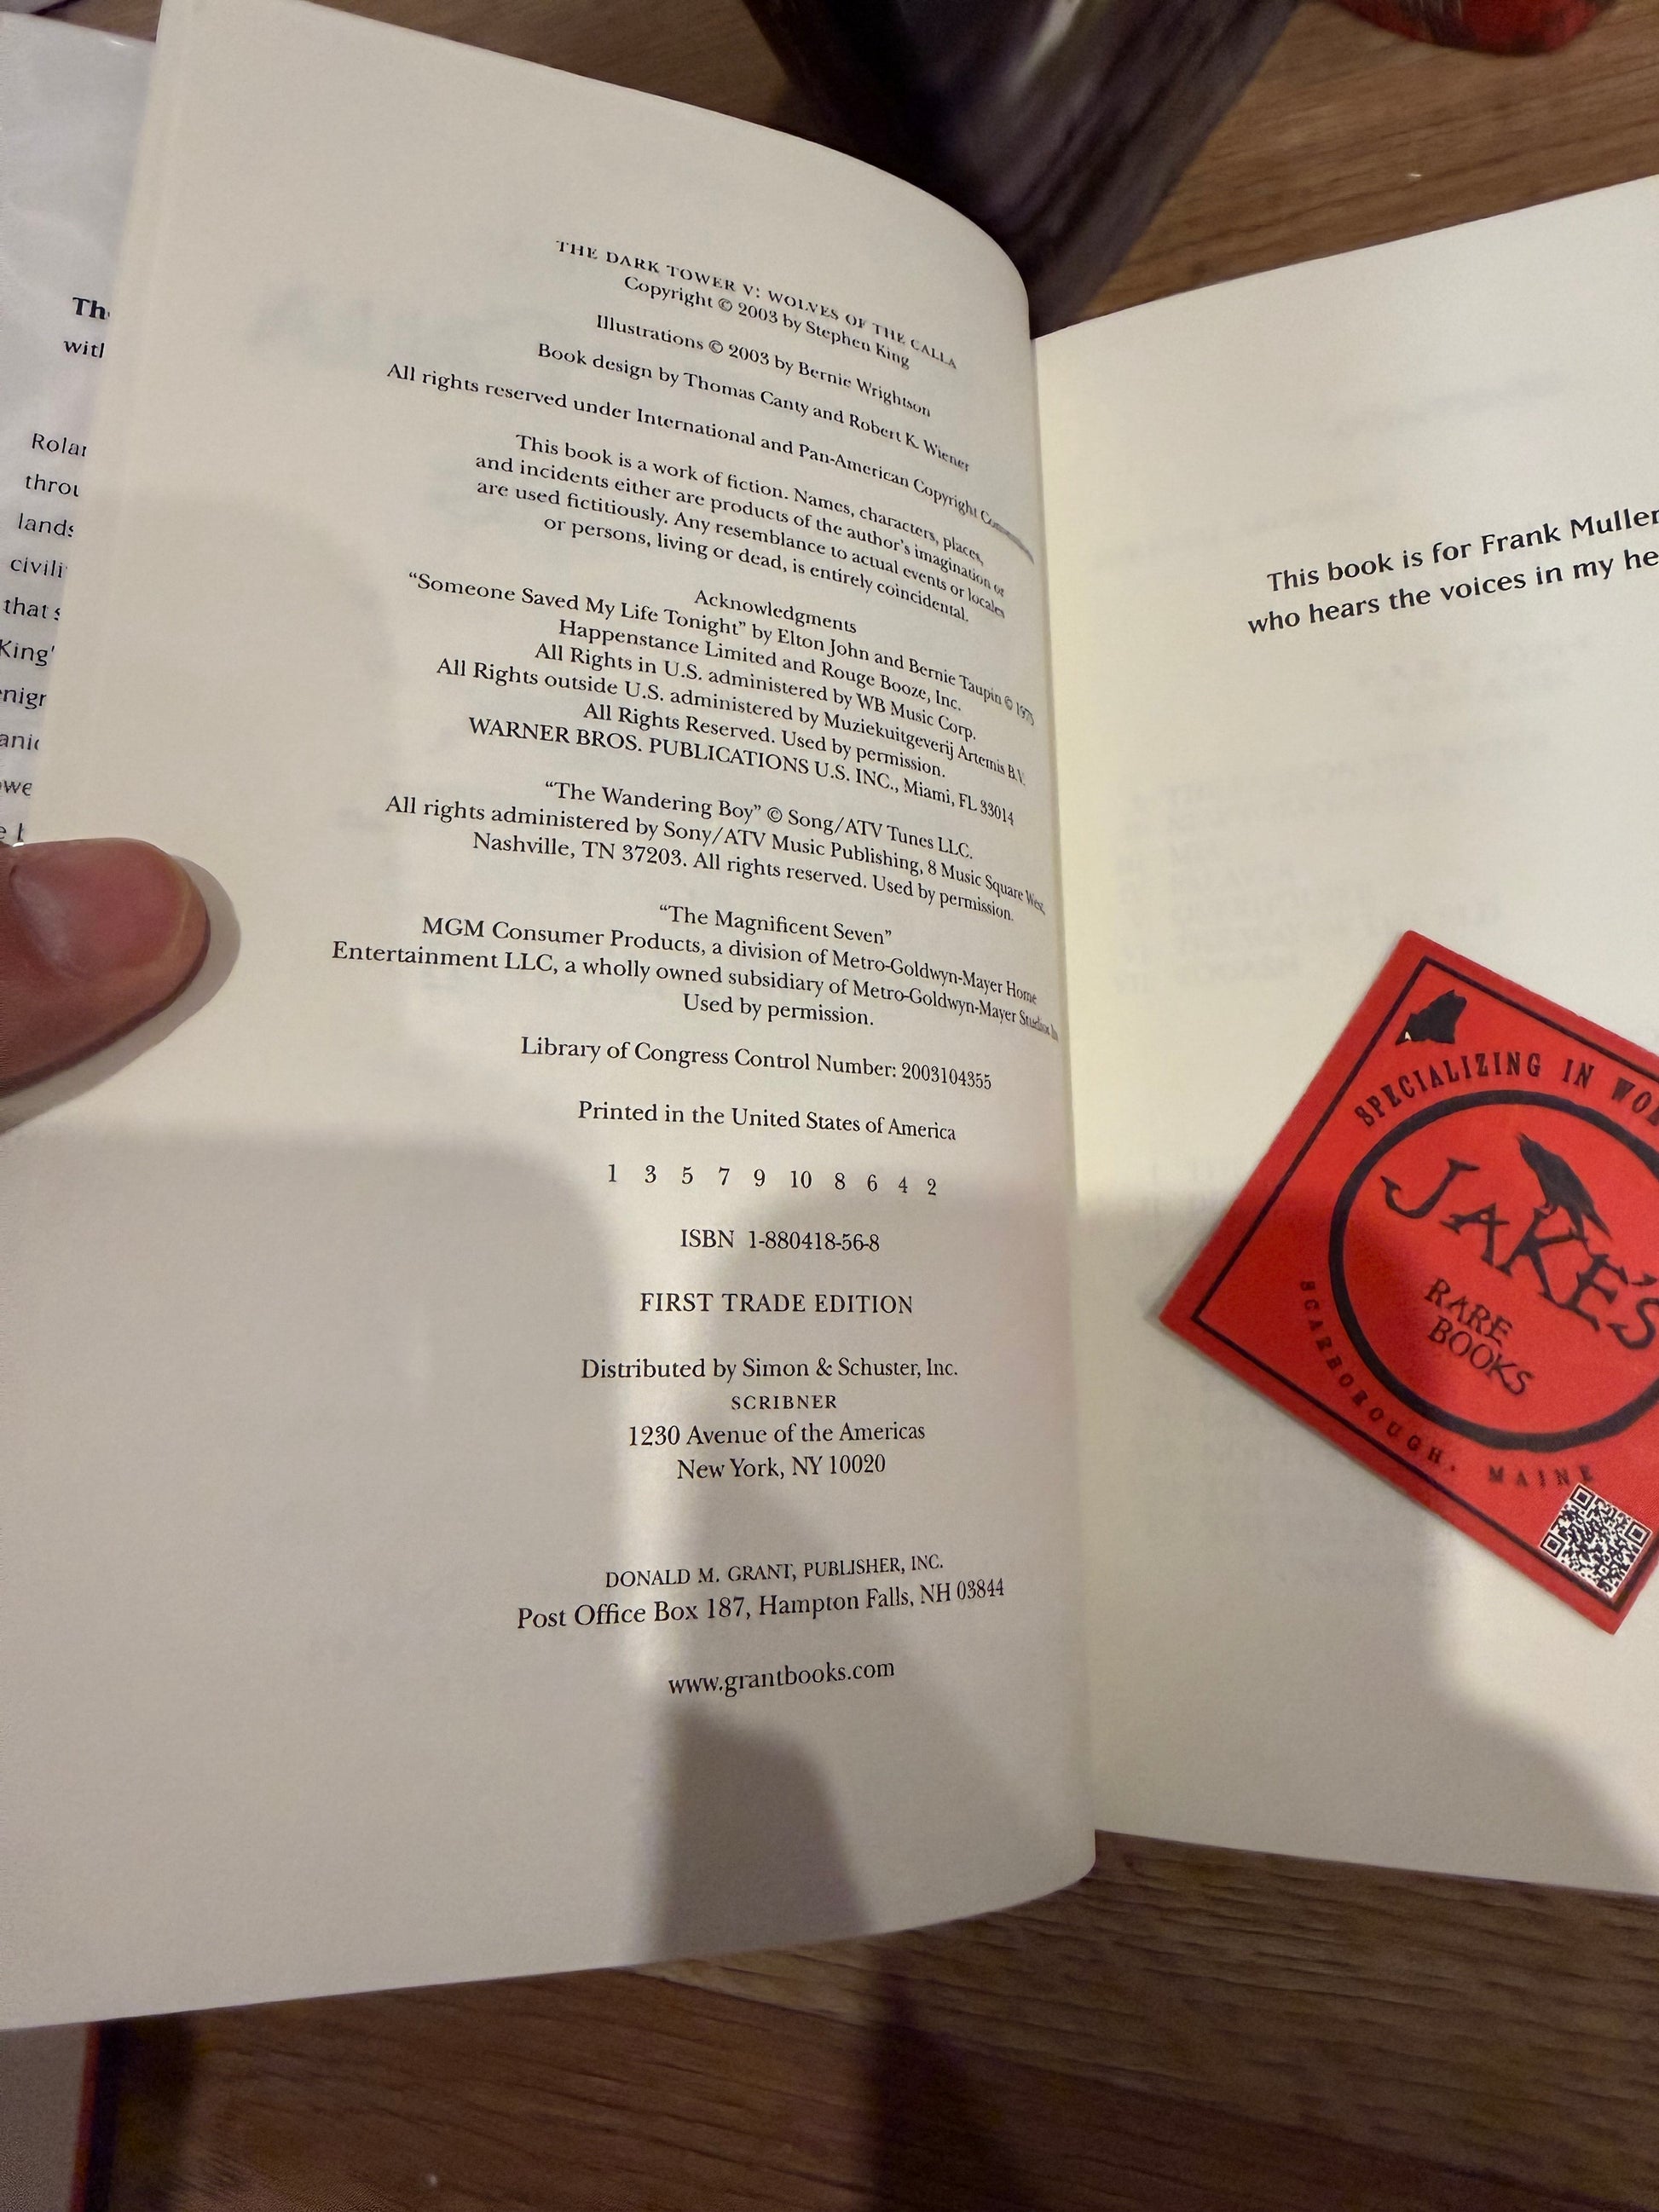 Th
with
Rolan
throu
lands
civili
that s
King'
enigr
anic
owe
THE DARK TOWER V: WOLVES OF THE CALLA
Copyright © 2003 by Stephen King
Illustrations © 2003 by Bernie Wrightson
Book design by Thomas Canty and Robert K. Wiener
All rights reserved under International and Pan-American Copyright
This book is a work of fiction. Names, characters, places,
and incidents either are products of the author's imagination or
are used fictitiously. Any resemblance to actual events or locales
or persons, living or dead, is entirely coincidental.
Acknowledgments
“Someone Saved My Life Tonight” by Elton John and Bernie Taupin ©
Happenstance Limited and Rouge Booze, Inc.
All Rights in U.S. administered by WB Music Corp.
All Rights outside U.S. administered by Muziekuitgeverij Artemis B.V.
All Rights Reserved. Used by permission.
WARNER BROS. PUBLICATIONS U.S. INC., Miami, FL 33014
“The Wandering Boy” © Song/ATV Tunes LLC.
All rights administered by Sony/ATV Music Publishing, 8 Music Square West,
Nashville, TN 37203. All rights reserved. Used by permission.
“The Magnificent Seven”
MGM Consumer Products, a division of Metro-Goldwyn-Mayer Home
Entertainment LLC, a wholly owned subsidiary of Metro-Goldwyn-Mayer Studios
Used by permission.
Library of Congress Control Number: 2003104355
Printed in the United States of America
1 3 5 7 9 10 8 6 4 2
ISBN 1-880418-56-8
FIRST TRADE EDITION
Distributed by Simon & Schuster, Inc.
SCRIBNER
1230 Avenue of the Americas
New York, NY 10020
DONALD M. GRANT, PUBLISHER, INC.
Post Office Box 187, Hampton Falls, NH 03844
www.grantbooks.com
This book is for Frank Muller
who hears the voices in my he
SPECIALIZING IN
JAKE'S
RARE
BOOKS
SCARBOROUGH, MAINE